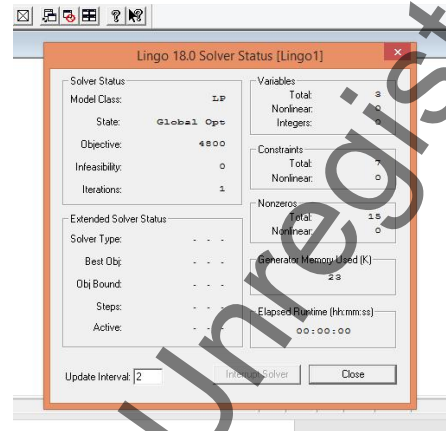 Lingo 18.0 Solver Status [Lingo1]
Solver Status
Model Class: LP
State: Global Opt
Objective: 4800
Infeasibility: 0
Iterations: 1
Extended Solver Status
Solver Type: - - -
Best Obj: - - -
Obj Bound: - - -
Steps: - - -
Active: - - -
Update Interval: 2
Variables
Total: 3
Nonlinear: 0
Integers: 0
Constraints
Total: 7
Nonlinear: 0
Nonzeros
Total: 15
Nonlinear: 0
Generator Memory Used (K)
23
Elapsed Runtime (hh:mm:ss)
00:00:00
Interrupt Solver
Close
Unregist